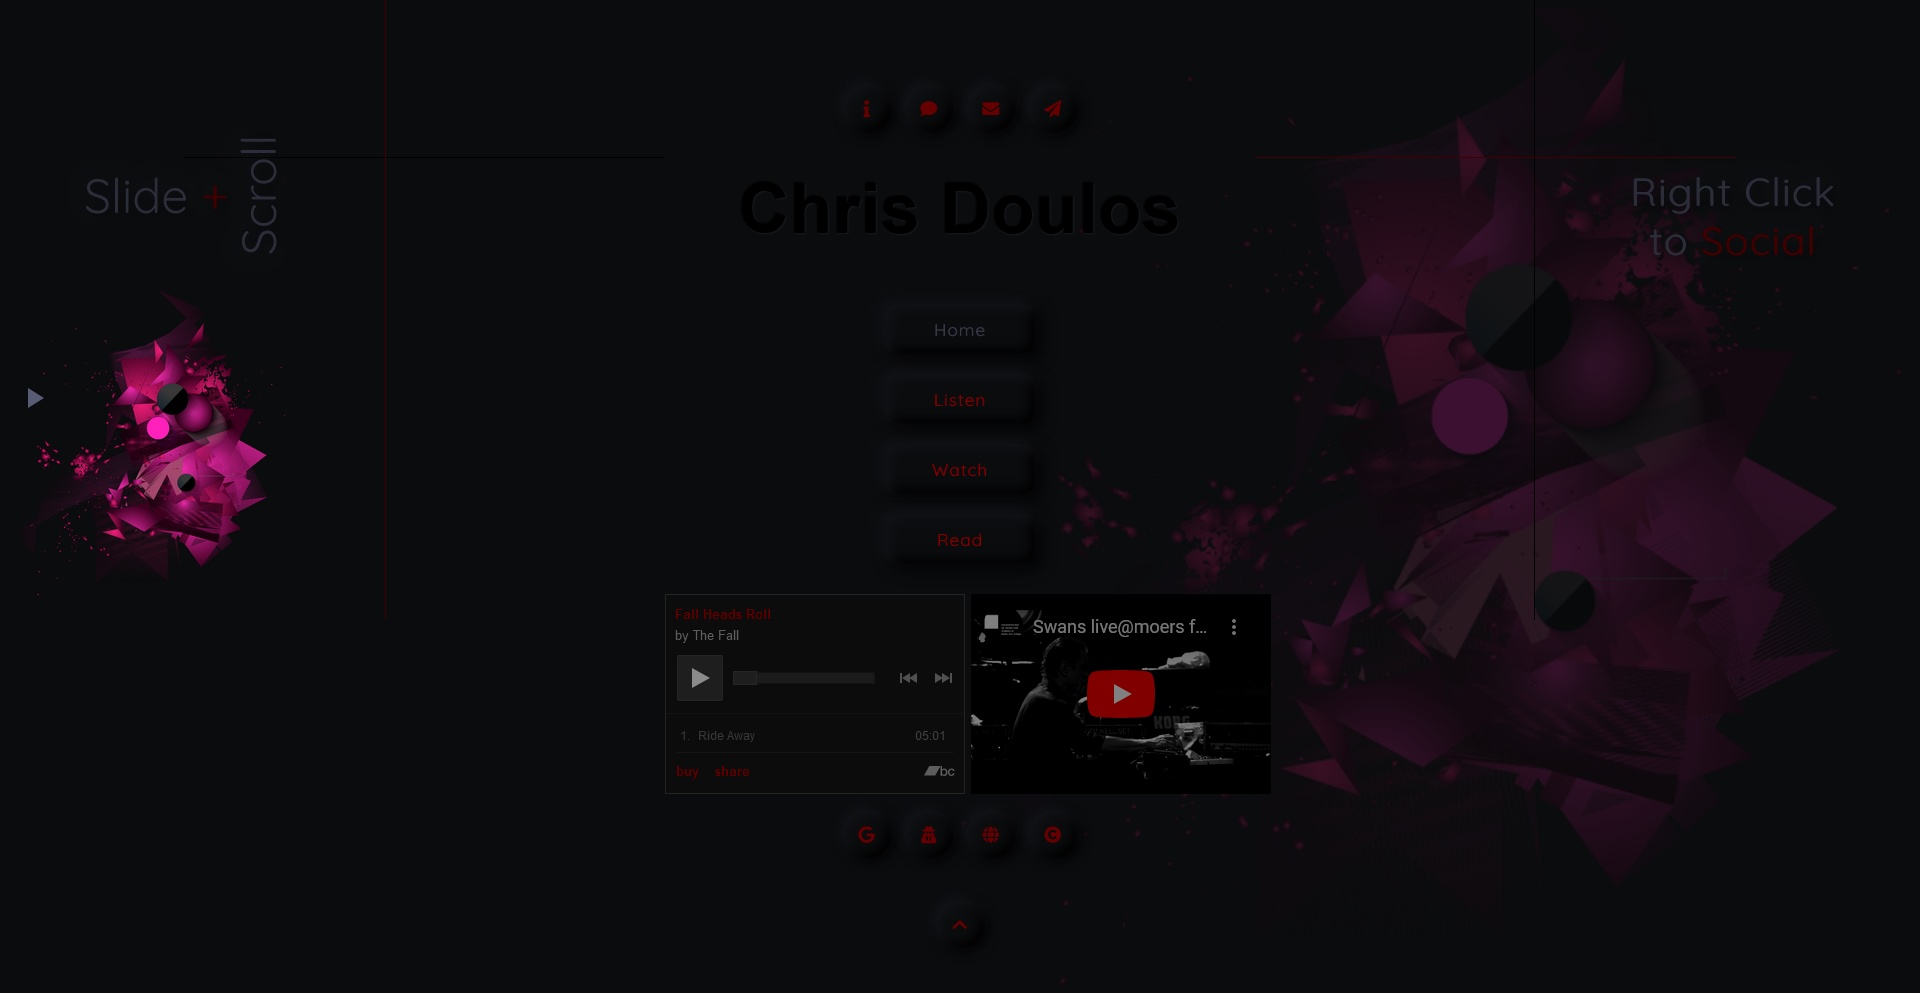 Slide + Scroll
Chris Doulos
Right Click
to Social
Home
Listen
Watch
Read
Fall Heads Roll
by The Fall
1. Ride Away 05:01
buy share bc
Swans live@moers f...
KORG